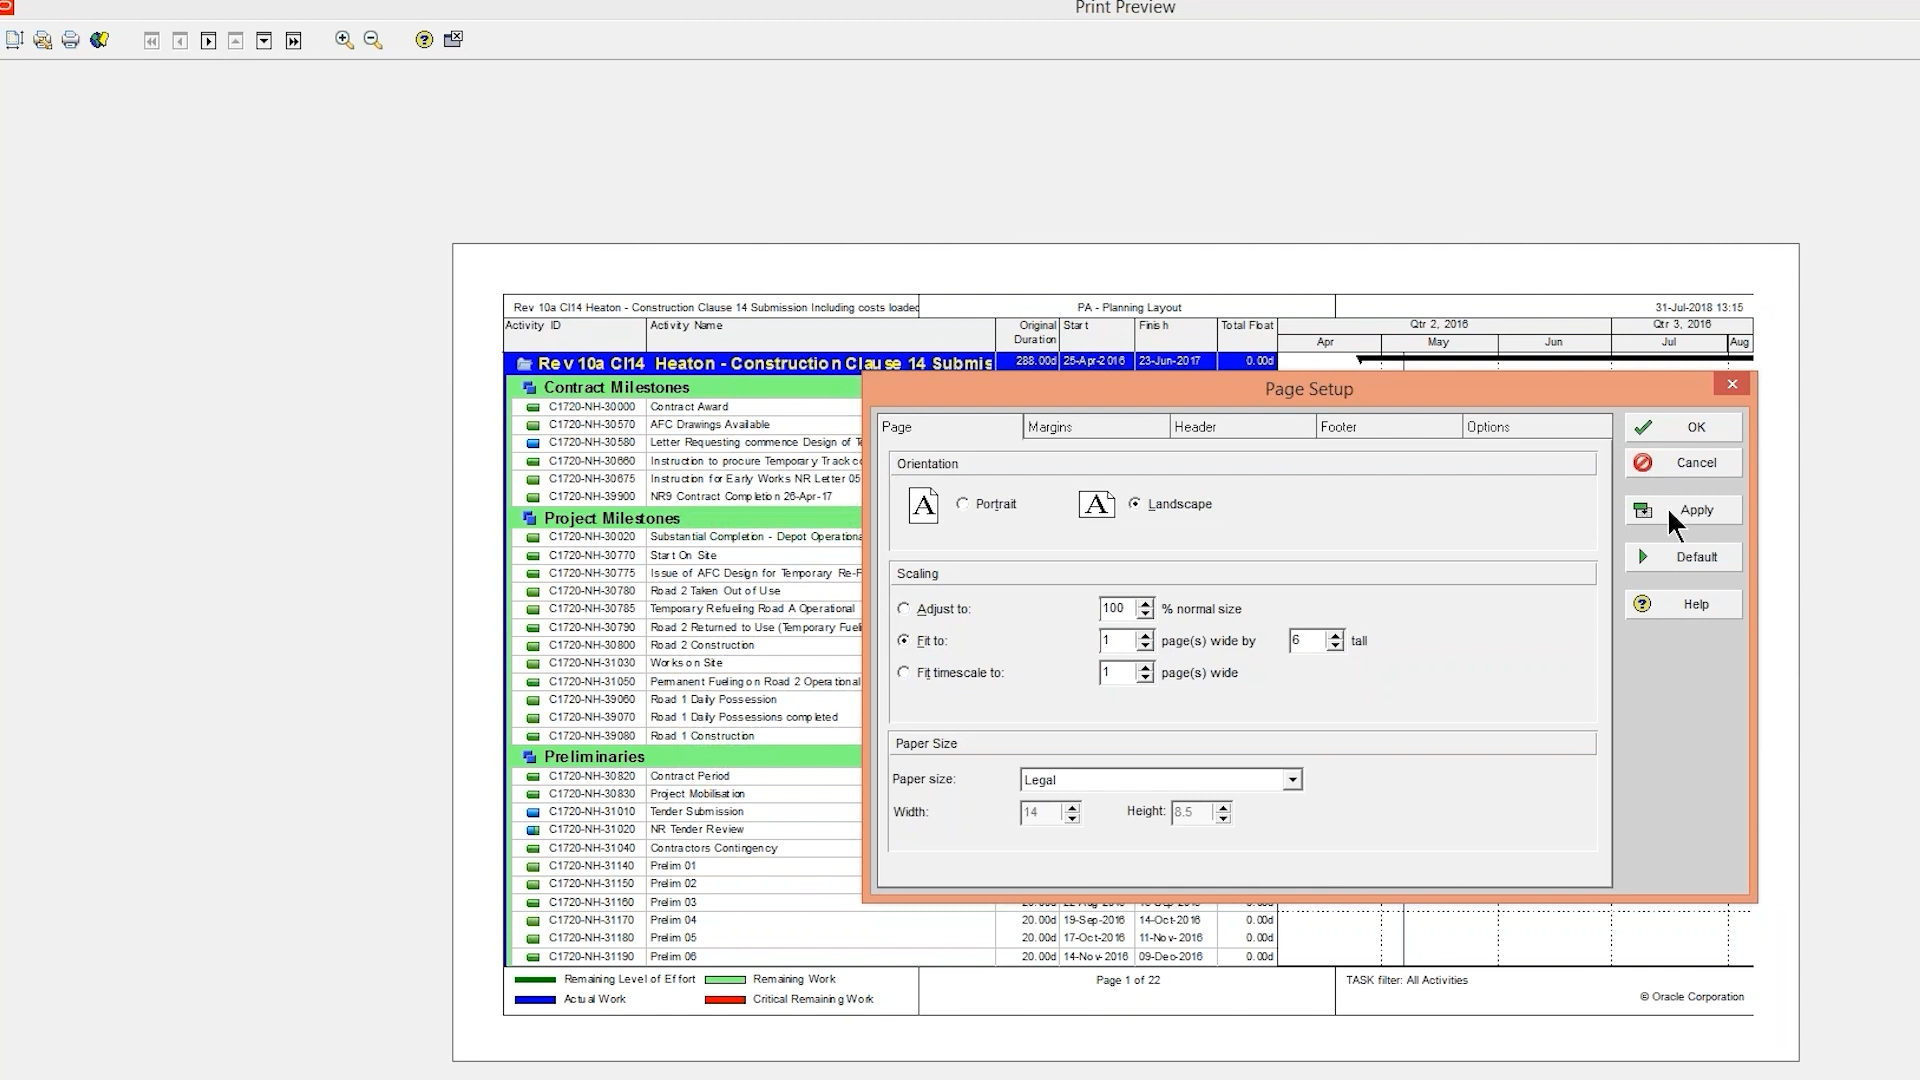 Print Preview
Rev 10a Cl14 Heaton - Construction Clause 14 Submission Including costs loaded
PA - Planning Layout
31-Jul-2018 13:15
Activity ID
Activity Name
Original Duration
Start
Finish
Total Float
Qtr 2, 2016
Qtr 3, 2016
Apr
May
Jun
Jul
Aug
Rev 10a Cl14 Heaton - Construction Clause 14 Submis
288.00d 25-Apr-2016 23-Jun-2017 0.00d
Contract Milestones
C1720-NH-30000 Contract Award
C1720-NH-30570 AFC Drawings Available
C1720-NH-30580 Letter Requesting commence Design of
C1720-NH-30660 Instruction to procure Temporary Track
C1720-NH-30675 Instruction for Early Works NR Letter 05
C1720-NH-39900 NR9 Contract Completion 26-Apr-17
Project Milestones
C1720-NH-30020 Substantial Completion - Depot Operationa
C1720-NH-30770 Start On Site
C1720-NH-30775 Issue of AFC Design for Temporary Re-F
C1720-NH-30780 Road 2 Taken Out of Use
C1720-NH-30785 Temporary Refueling Road A Operational
C1720-NH-30790 Road 2 Returned to Use (Temporary Fuel
C1720-NH-30800 Road 2 Construction
C1720-NH-31030 Works on Site
C1720-NH-31050 Permanent Fueling on Road 2 Operational
C1720-NH-39060 Road 1 Daily Possession
C1720-NH-39070 Road 1 Daily Possessions completed
C1720-NH-39080 Road 1 Construction
Preliminaries
C1720-NH-30820 Contract Period
C1720-NH-30830 Project Mobilisation
C1720-NH-31010 Tender Submission
C1720-NH-31020 NR Tender Review
C1720-NH-31040 Contractors Contingency
C1720-NH-31140 Prelim 01
C1720-NH-31150 Prelim 02
C1720-NH-31160 Prelim 03
C1720-NH-31170 Prelim 04 20.00d 19-Sep-2016 14-Oct-2016 0.00d
C1720-NH-31180 Prelim 05 20.00d 17-Oct-2016 11-Nov-2016 0.00d
C1720-NH-31190 Prelim 06 20.00d 14-Nov-2016 09-Dec-2016 0.00d
Remaining Level of Effort
Remaining Work
Actual Work
Critical Remaining Work
Page 1 of 22
TASK filter: All Activities
© Oracle Corporation
Page Setup
Page
Margins
Header
Footer
Options
Orientation
A
Portrait
A
Landscape
Scaling
Adjust to: 100 % normal size
Fit to: 1 page(s) wide by 6 tall
Fit timescale to: 1 page(s) wide
Paper Size
Paper size: Legal
Width: 14 Height: 8.5
OK
Cancel
Apply
Default
Help